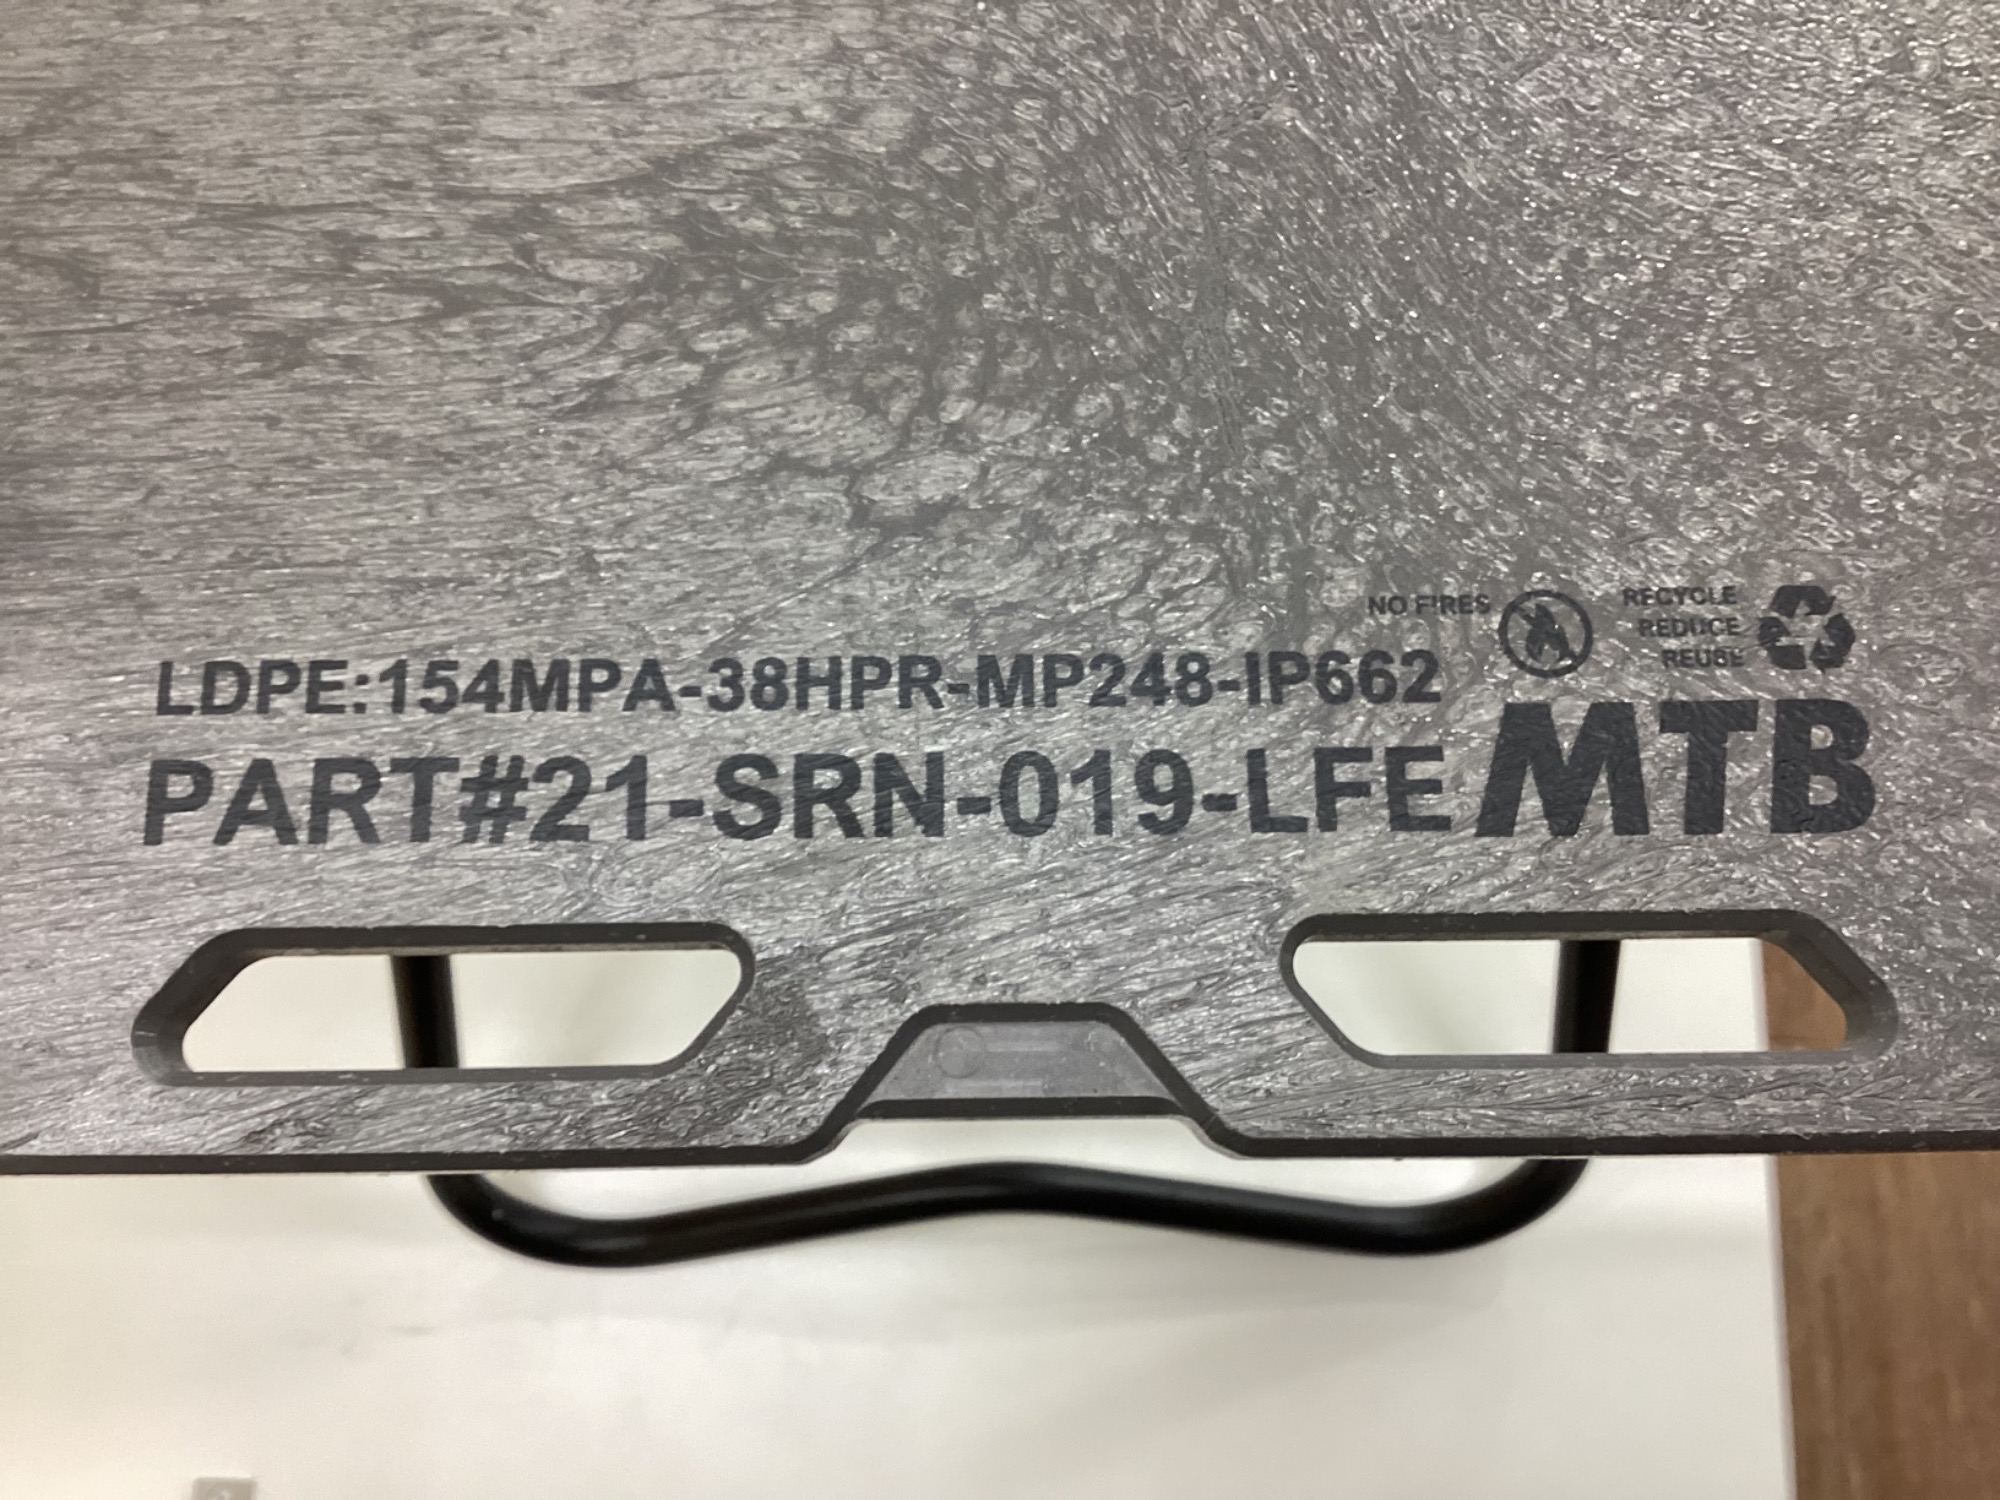 NO FIRES
RECYCLE
REDUCE
REUSE
LDPE:154MPA-38HPR-MP248-IP662
PART#21-SRN-019-LFE
MTB